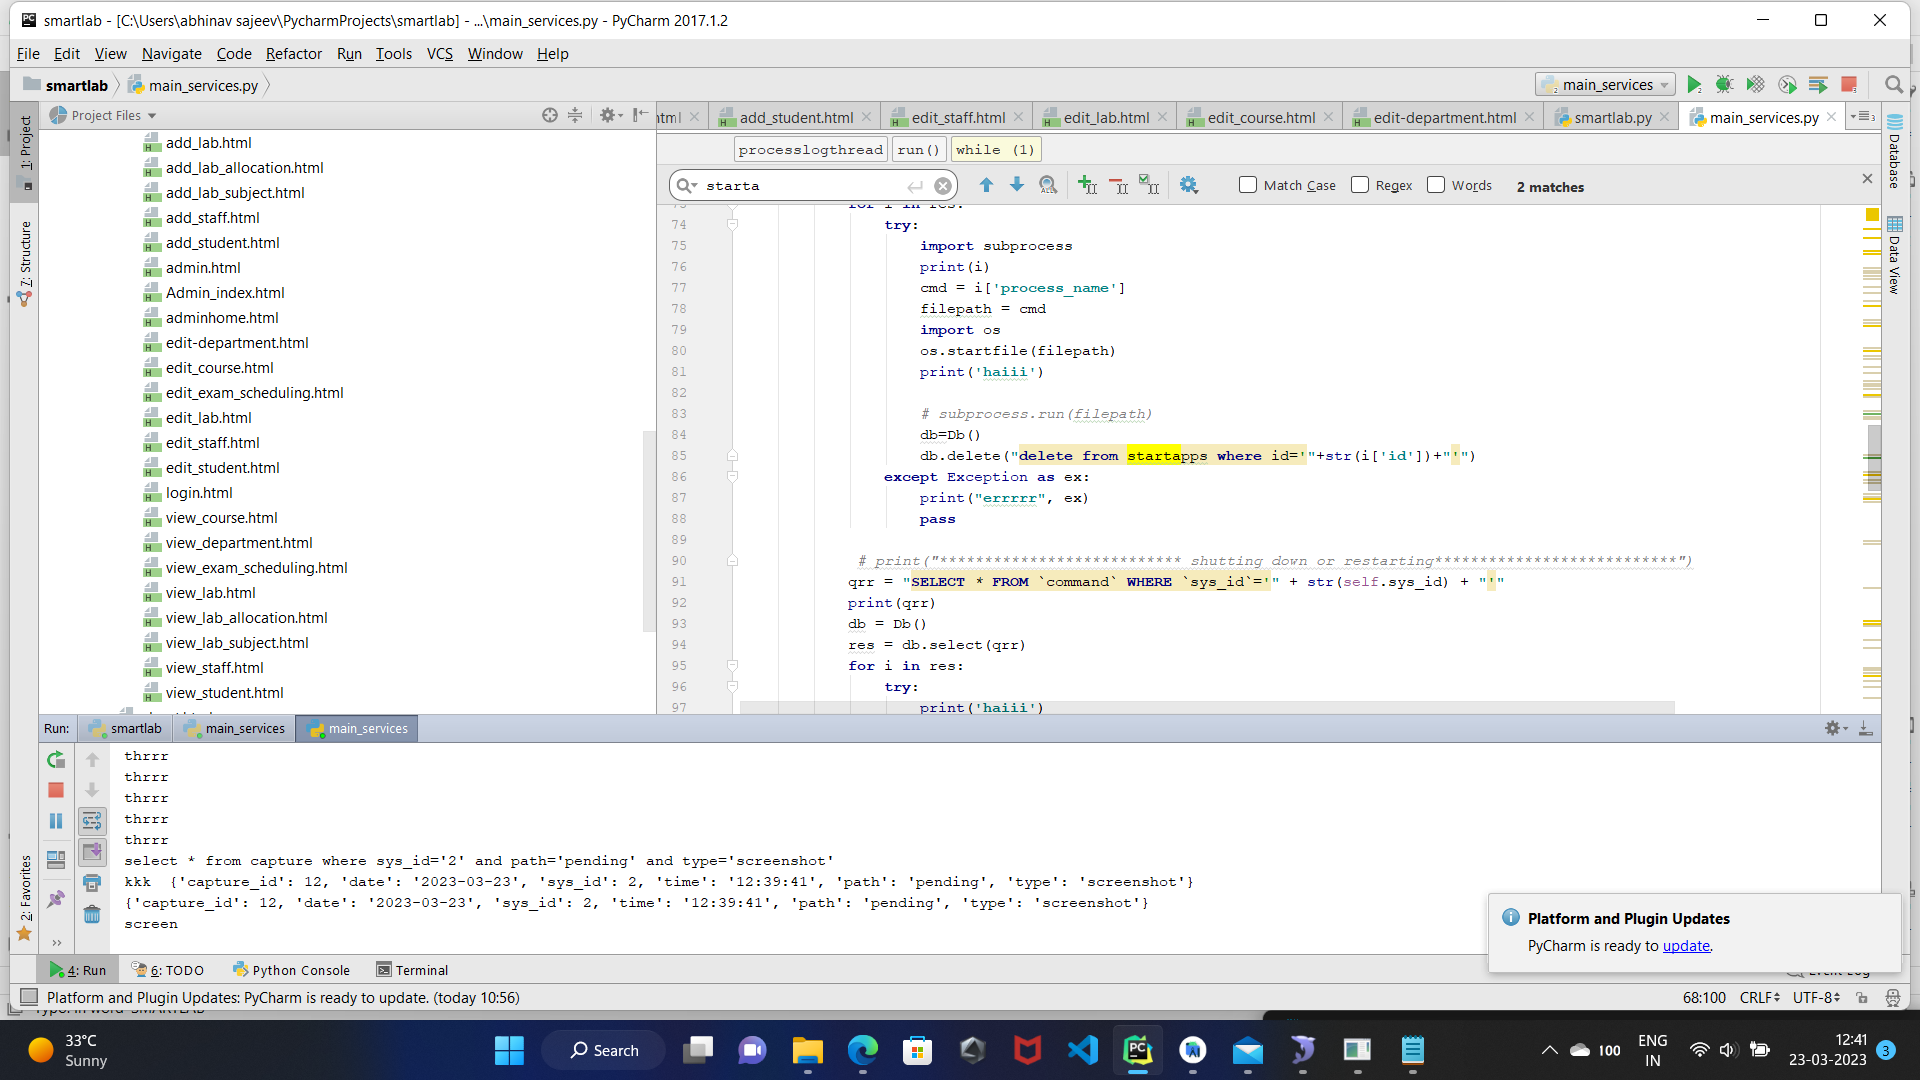 smartlab - [C:\Users\abhinav sajeev\PycharmProjects\smartlab] - ...\main_services.py - PyCharm 2017.1.2
File Edit View Navigate Code Refactor Run Tools VCS Window Help
smartlab main_services.py
main_services
Project Files
add_student.html edit_staff.html edit_lab.html edit_course.html edit-department.html smartlab.py main_services.py
1: Project
7: Structure
2: Favorites
Database
Data View
add_lab.html
add_lab_allocation.html
add_lab_subject.html
add_staff.html
add_student.html
admin.html
Admin_index.html
adminhome.html
edit-department.html
edit_course.html
edit_exam_scheduling.html
edit_lab.html
edit_staff.html
edit_student.html
login.html
view_course.html
view_department.html
view_exam_scheduling.html
view_lab.html
view_lab_allocation.html
view_lab_subject.html
view_staff.html
view_student.html
processlogthread run() while (1)
starta Match Case Regex Words 2 matches
for i in res:
74 try:
75 import subprocess
76 print(i)
77 cmd = i['process_name']
78 filepath = cmd
79 import os
80 os.startfile(filepath)
81 print('haiii')
82
83 # subprocess.run(filepath)
84 db=Db()
85 db.delete("delete from startapps where id='"+str(i['id'])+"'")
86 except Exception as ex:
87 print("errrrr", ex)
88 pass
89
90 # print("*************************** shutting down or restarting***************************")
91 qrr = "SELECT * FROM `command` WHERE `sys_id`='" + str(self.sys_id) + "'"
92 print(qrr)
93 db = Db()
94 res = db.select(qrr)
95 for i in res:
96 try:
97 print('haiii')
Run: smartlab main_services main_services
thrrr
thrrr
thrrr
thrrr
thrrr
select * from capture where sys_id='2' and path='pending' and type='screenshot'
kkk  {'capture_id': 12, 'date': '2023-03-23', 'sys_id': 2, 'time': '12:39:41', 'path': 'pending', 'type': 'screenshot'}
{'capture_id': 12, 'date': '2023-03-23', 'sys_id': 2, 'time': '12:39:41', 'path': 'pending', 'type': 'screenshot'}
screen
Platform and Plugin Updates
PyCharm is ready to update.
4: Run 6: TODO Python Console Terminal
Platform and Plugin Updates: PyCharm is ready to update. (today 10:56)
68:100 CRLF UTF-8
33°C
Sunny
Search
100
ENG
IN
12:41
23-03-2023
3